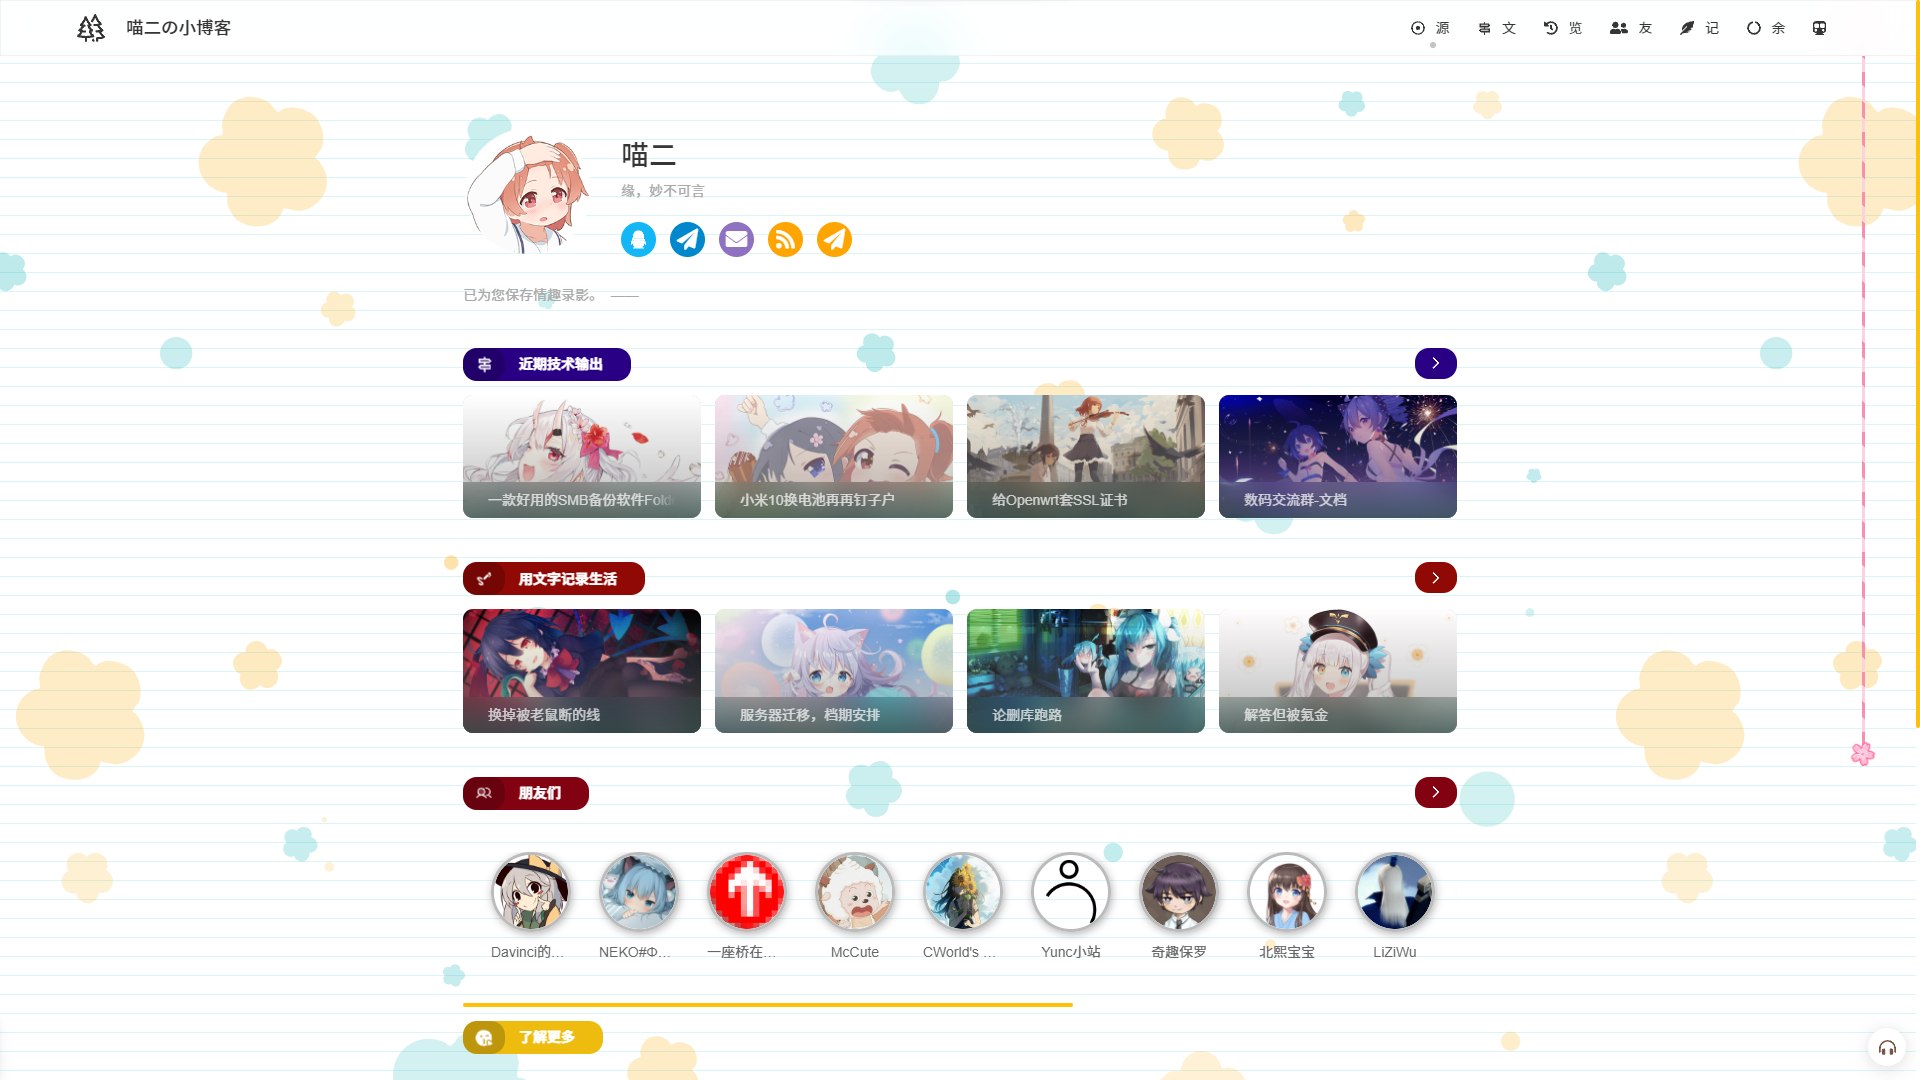 喵二の小博客
源 文 览 友 记 余
喵二
缘，妙不可言
已为您保存情趣录影。 ——
近期技术输出
一款好用的SMB备份软件Fold
小米10换电池再再钉子户
给Openwrt套SSL证书
数码交流群-文档
用文字记录生活
换掉被老鼠断的线
服务器迁移，档期安排
论删库跑路
解答但被氪金
朋友们
Davinci的…
NEKO#Φ…
一座桥在…
McCute
CWorld's …
Yunc小站
奇趣保罗
北熙宝宝
LiZiWu
了解更多